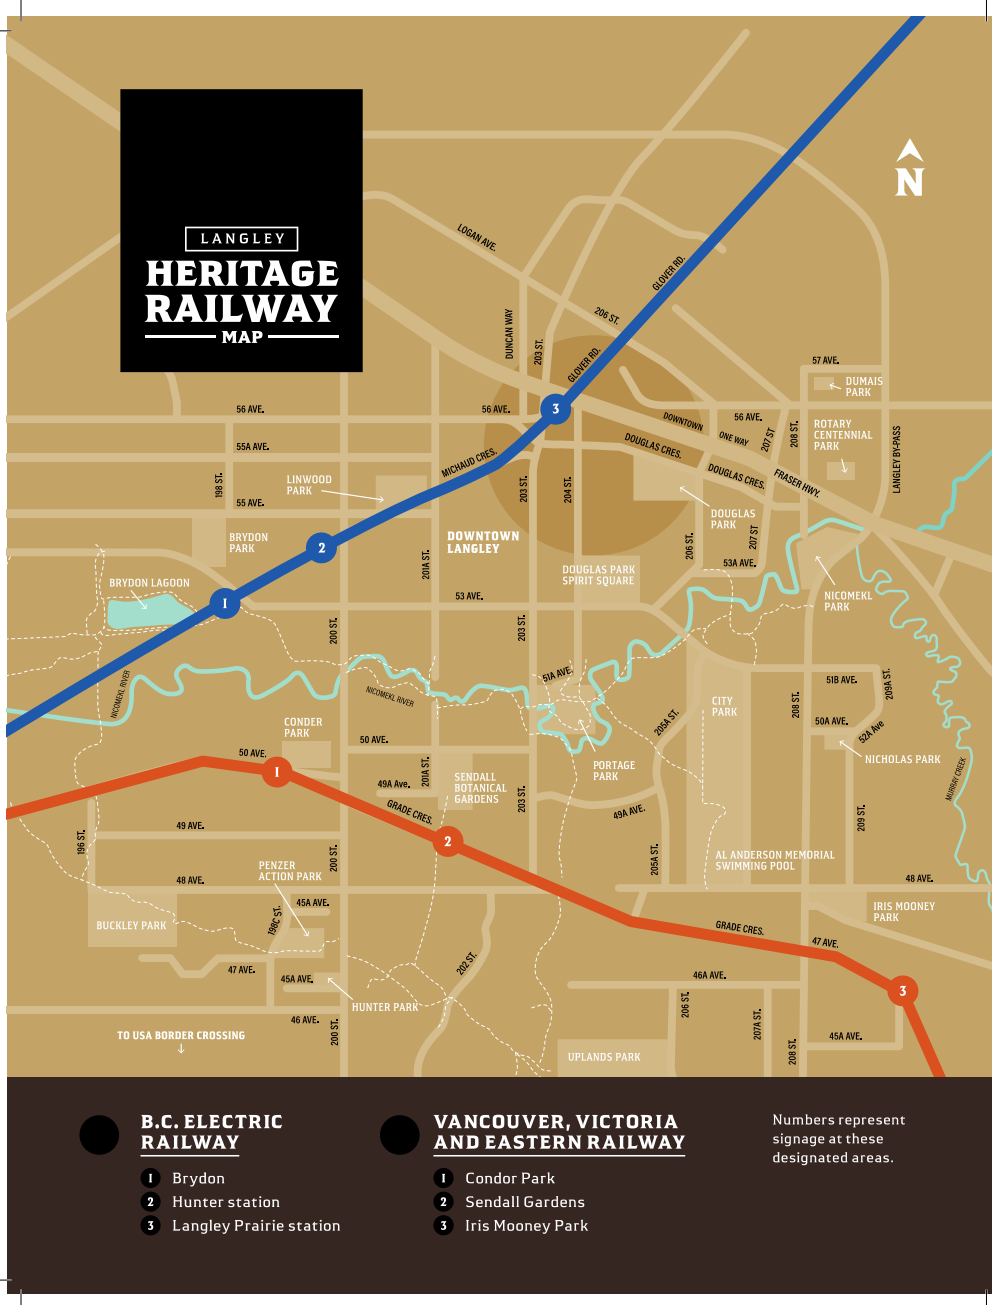 LANGLEY
HERITAGE
RAILWAY
MAP
N
LOGAN AVE.
GLOVER RD.
206 ST.
DUNCAN WAY
203 ST.
GLOVER RD.
57 AVE.
DUMAIS
PARK
56 AVE.
56 AVE.
3
DOWNTOWN
ONE WAY
56 AVE.
207 ST
208 ST.
ROTARY
CENTENNIAL
PARK
LANGLEY BY-PASS
55A AVE.
MICHAUD CRES.
DOUGLAS CRES.
DOUGLAS CRES.
FRASER HWY.
198 ST.
LINWOOD
PARK
203 ST.
204 ST.
55 AVE.
DOUGLAS
PARK
BRYDON
PARK
2
DOWNTOWN
LANGLEY
206 ST.
207 ST
201A ST.
53A AVE.
DOUGLAS PARK
SPIRIT SQUARE
BRYDON LAGOON
1
53 AVE.
NICOMEKL
PARK
200 ST.
203 ST.
NICOMEKL RIVER
NICOMEKL RIVER
51A AVE.
51B AVE.
209A ST.
CITY
PARK
208 ST.
205A ST.
50A AVE.
52A Ave
CONDER
PARK
50 AVE.
50 AVE.
NICHOLAS PARK
PORTAGE
PARK
1
201A ST.
49A Ave.
SENDALL
BOTANICAL
GARDENS
203 ST.
MURRAY CREEK
GRADE CRES.
49A AVE.
209 ST.
49 AVE.
196 ST.
2
200 ST.
205A ST.
AL ANDERSON MEMORIAL
SWIMMING POOL
PENZER
ACTION PARK
48 AVE.
48 AVE.
45A AVE.
198C ST.
BUCKLEY PARK
IRIS MOONEY
PARK
GRADE CRES.
47 AVE.
47 AVE.
202 ST.
45A AVE.
46A AVE.
3
HUNTER PARK
206 ST.
46 AVE.
200 ST.
207A ST.
208 ST.
45A AVE.
TO USA BORDER CROSSING
UPLANDS PARK
B.C. ELECTRIC
RAILWAY
1 Brydon
2 Hunter station
3 Langley Prairie station
VANCOUVER, VICTORIA
AND EASTERN RAILWAY
1 Condor Park
2 Sendall Gardens
3 Iris Mooney Park
Numbers represent
signage at these
designated areas.